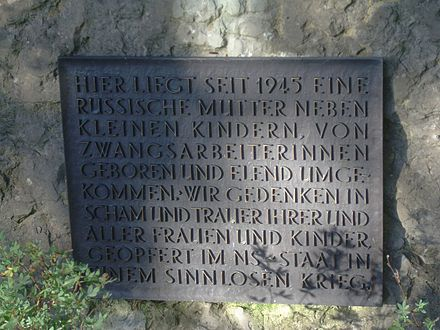 HIER LIEGT SEIT 1945 EINE
RUSSISCHE MUTTER NEBEN
KLEINEN KINDERN, VON
ZWANGSARBEITERINNEN
GEBOREN UND ELEND UMGE-
KOMMEN. WIR GEDENKEN IN
SCHAM UND TRAUER IHRER UND
ALLER FRAUEN UND KINDER,
GEOPFERT IM NS-STAAT IN
EINEM SINNLOSEN KRIEG.